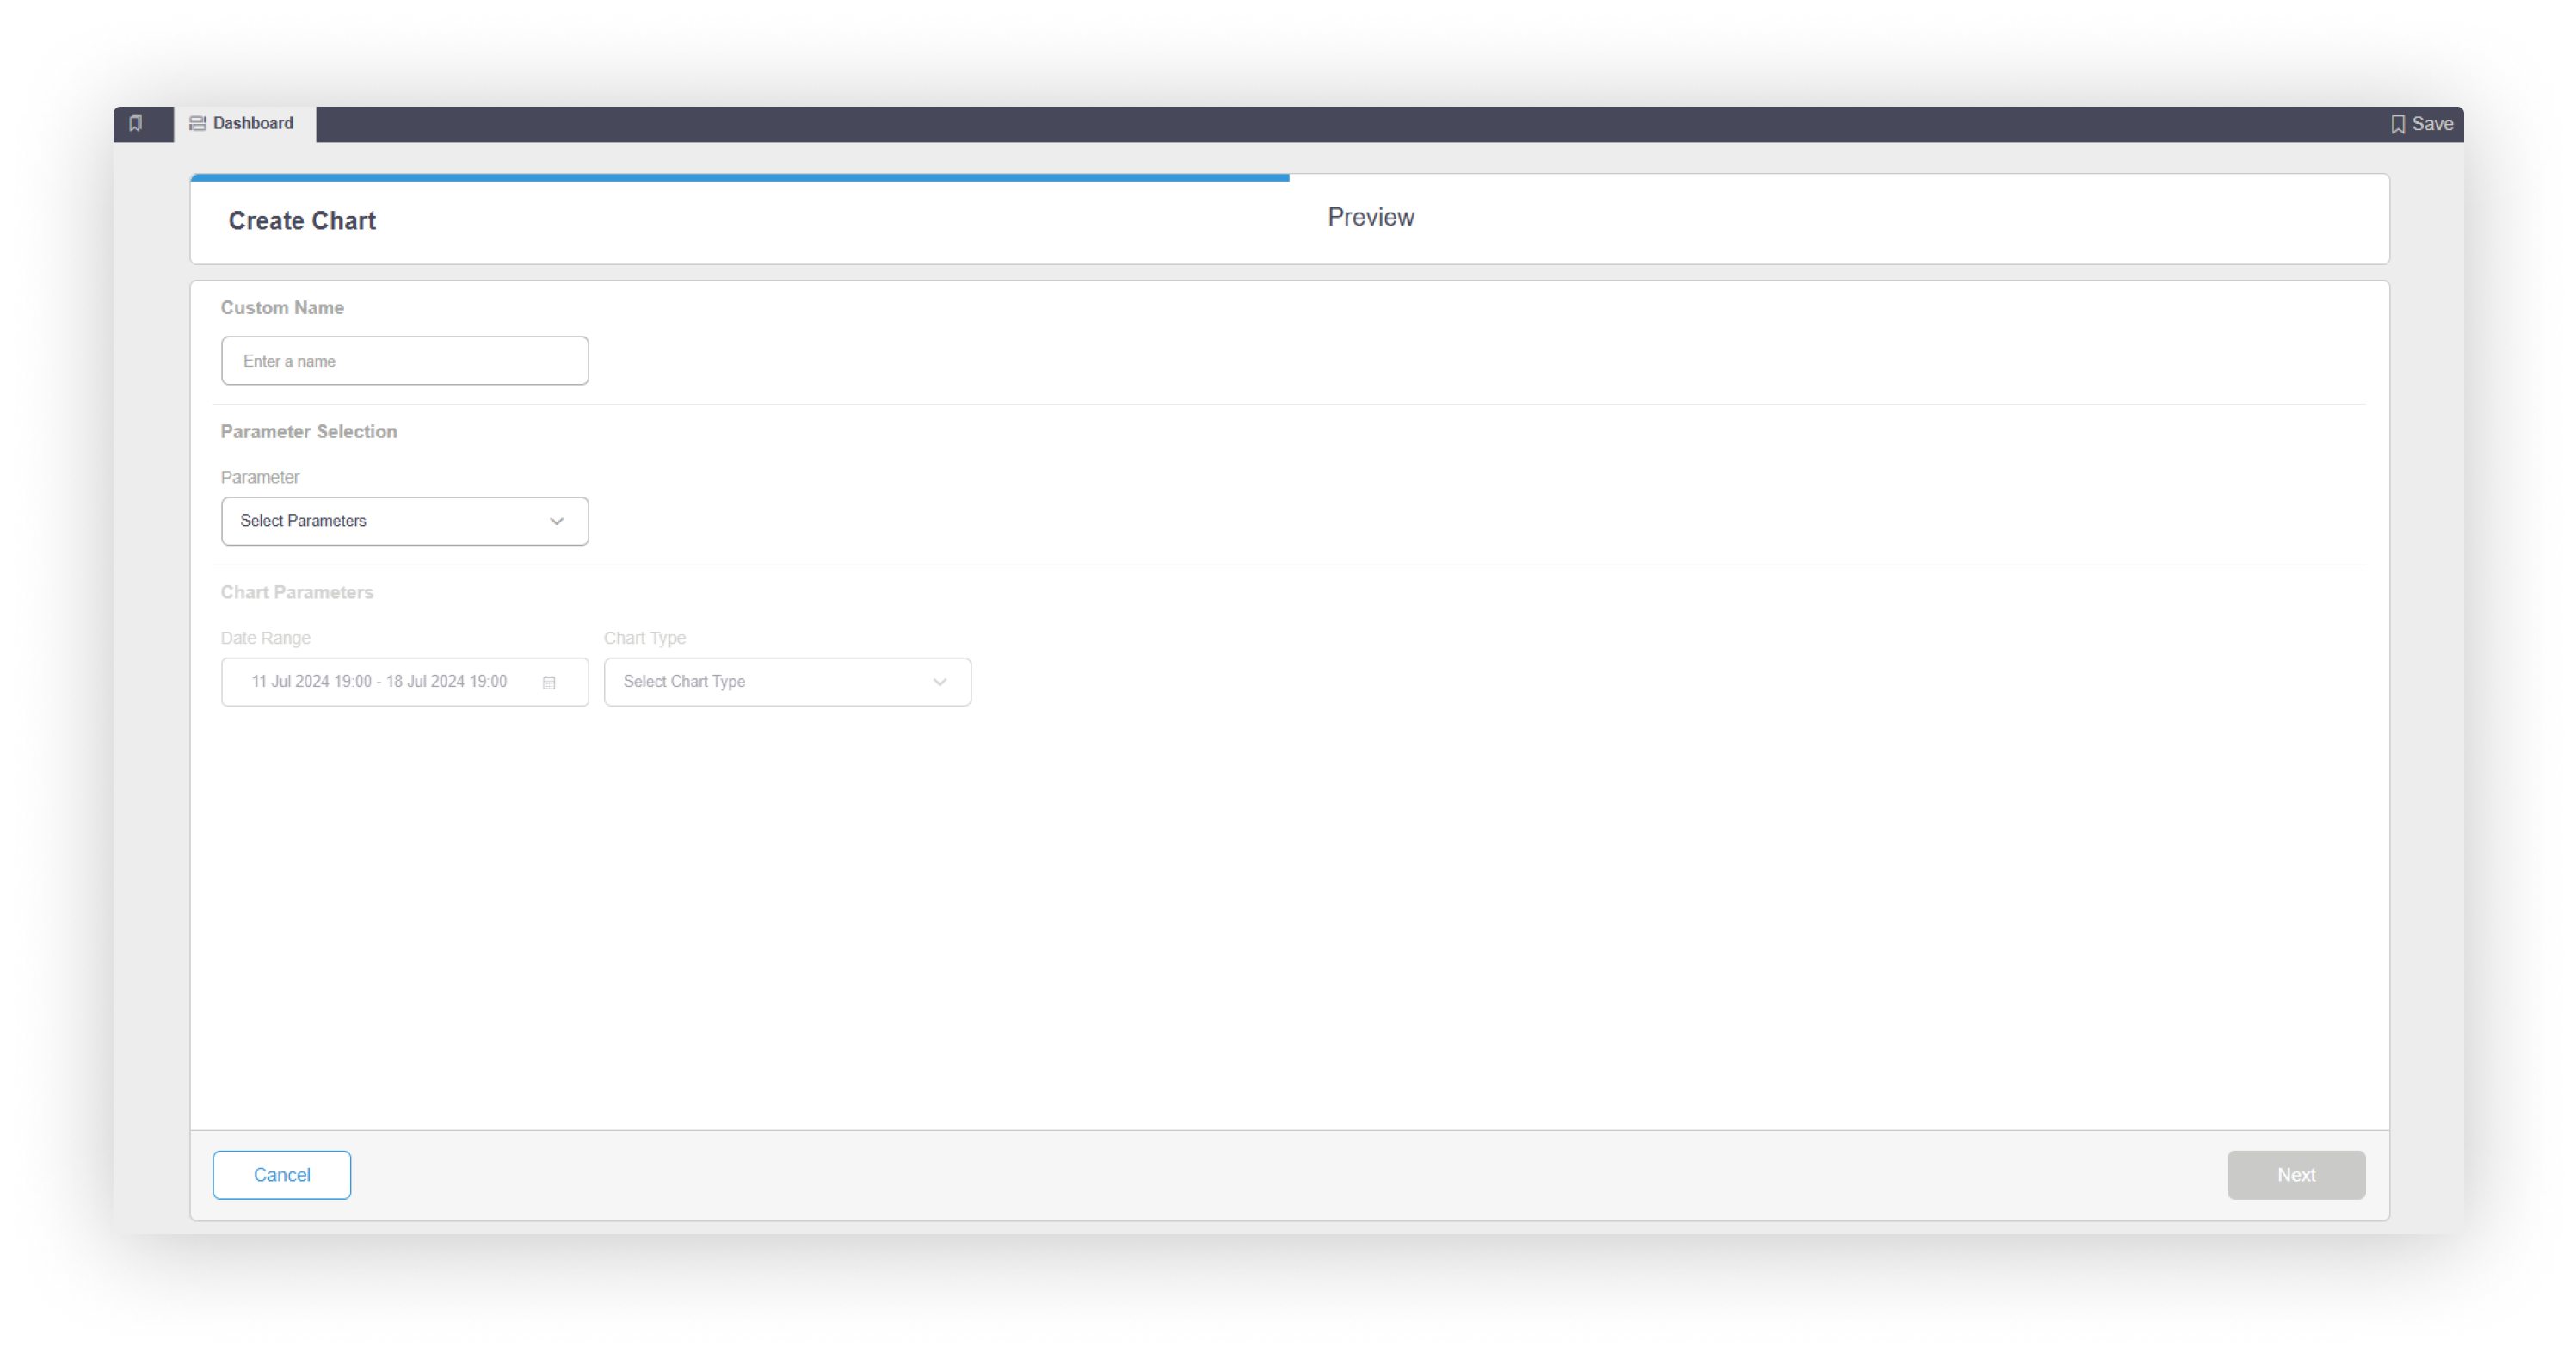 Dashboard
Save
Create Chart
Preview
Custom Name
Enter a name
Parameter Selection
Parameter
Select Parameters
Chart Parameters
Date Range
Chart Type
11 Jul 2024 19:00 - 18 Jul 2024 19:00
Select Chart Type
Cancel
Next